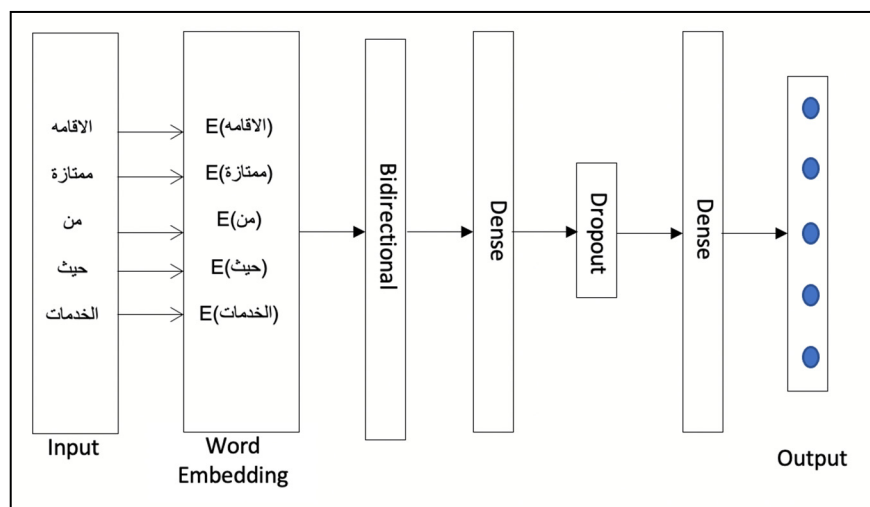 الاقامه
ممتازة
من
حيث
الخدمات
Input
E(الاقامه)
E(ممتازة)
E(من)
E(حيث)
E(الخدمات)
Word
Embedding
Bidirectional
Dense
Dropout
Dense
Output